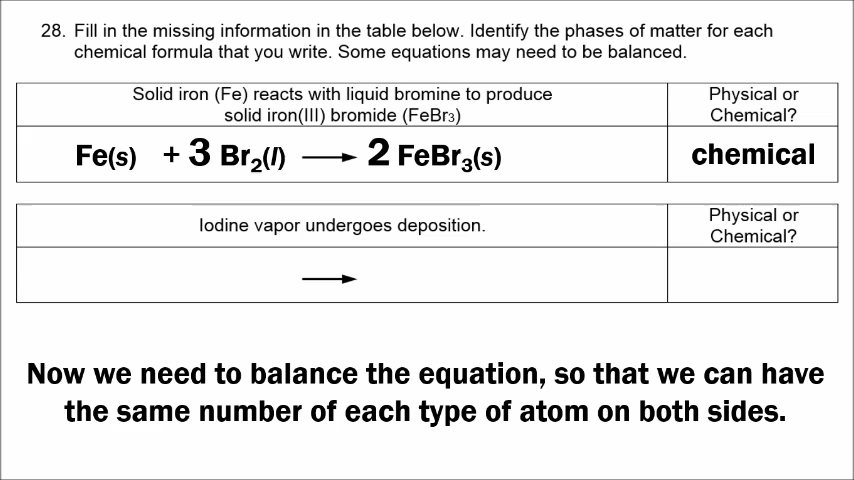 28. Fill in the missing information in the table below. Identify the phases of matter for each
chemical formula that you write. Some equations may need to be balanced.
Solid iron (Fe) reacts with liquid bromine to produce
solid iron(III) bromide (FeBr₃)
Physical or
Chemical?
Fe(s) + 3 Br₂(l) ⟶ 2 FeBr₃(s)
chemical
Iodine vapor undergoes deposition.
Physical or
Chemical?
⟶
Now we need to balance the equation, so that we can have
the same number of each type of atom on both sides.